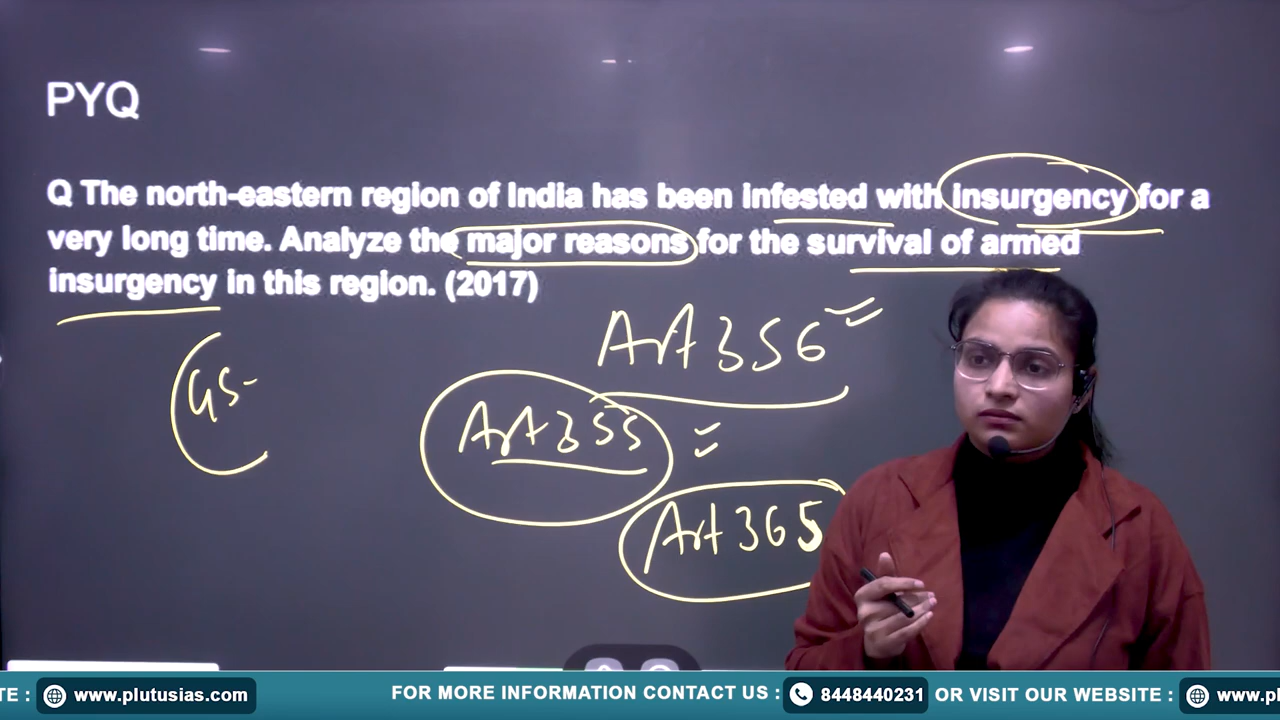 PYQ
Q The north-eastern region of India has been infested with insurgency for a
very long time. Analyze the major reasons for the survival of armed
insurgency in this region. (2017)
Art 356
GS-
Art 355
Art 365
TE : www.plutusias.com FOR MORE INFORMATION CONTACT US : 8448440231 OR VISIT OUR WEBSITE : www.pl